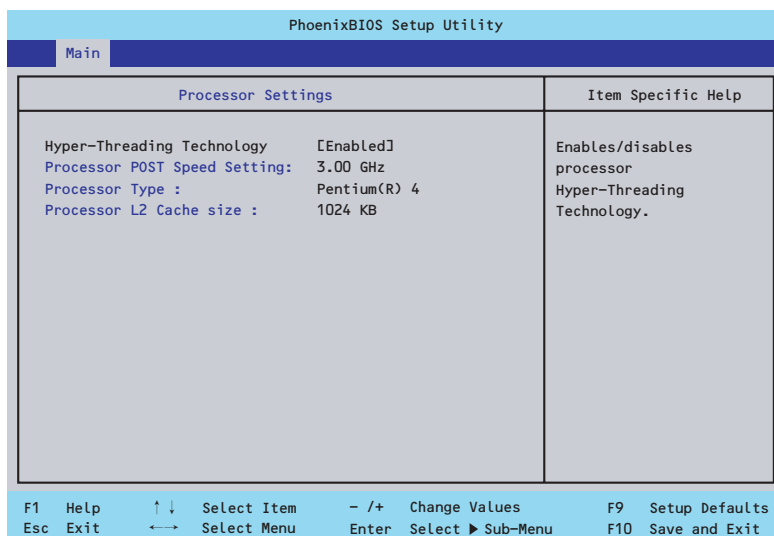 PhoenixBIOS Setup Utility
Main
Processor Settings
Item Specific Help
Hyper-Threading Technology [Enabled]
Processor POST Speed Setting: 3.00 GHz
Processor Type : Pentium(R) 4
Processor L2 Cache size : 1024 KB
Enables/disables
processor
Hyper-Threading
Technology.
F1 Help ↑↓ Select Item - /+ Change Values F9 Setup Defaults
Esc Exit ←→ Select Menu Enter Select ▶ Sub-Menu F10 Save and Exit